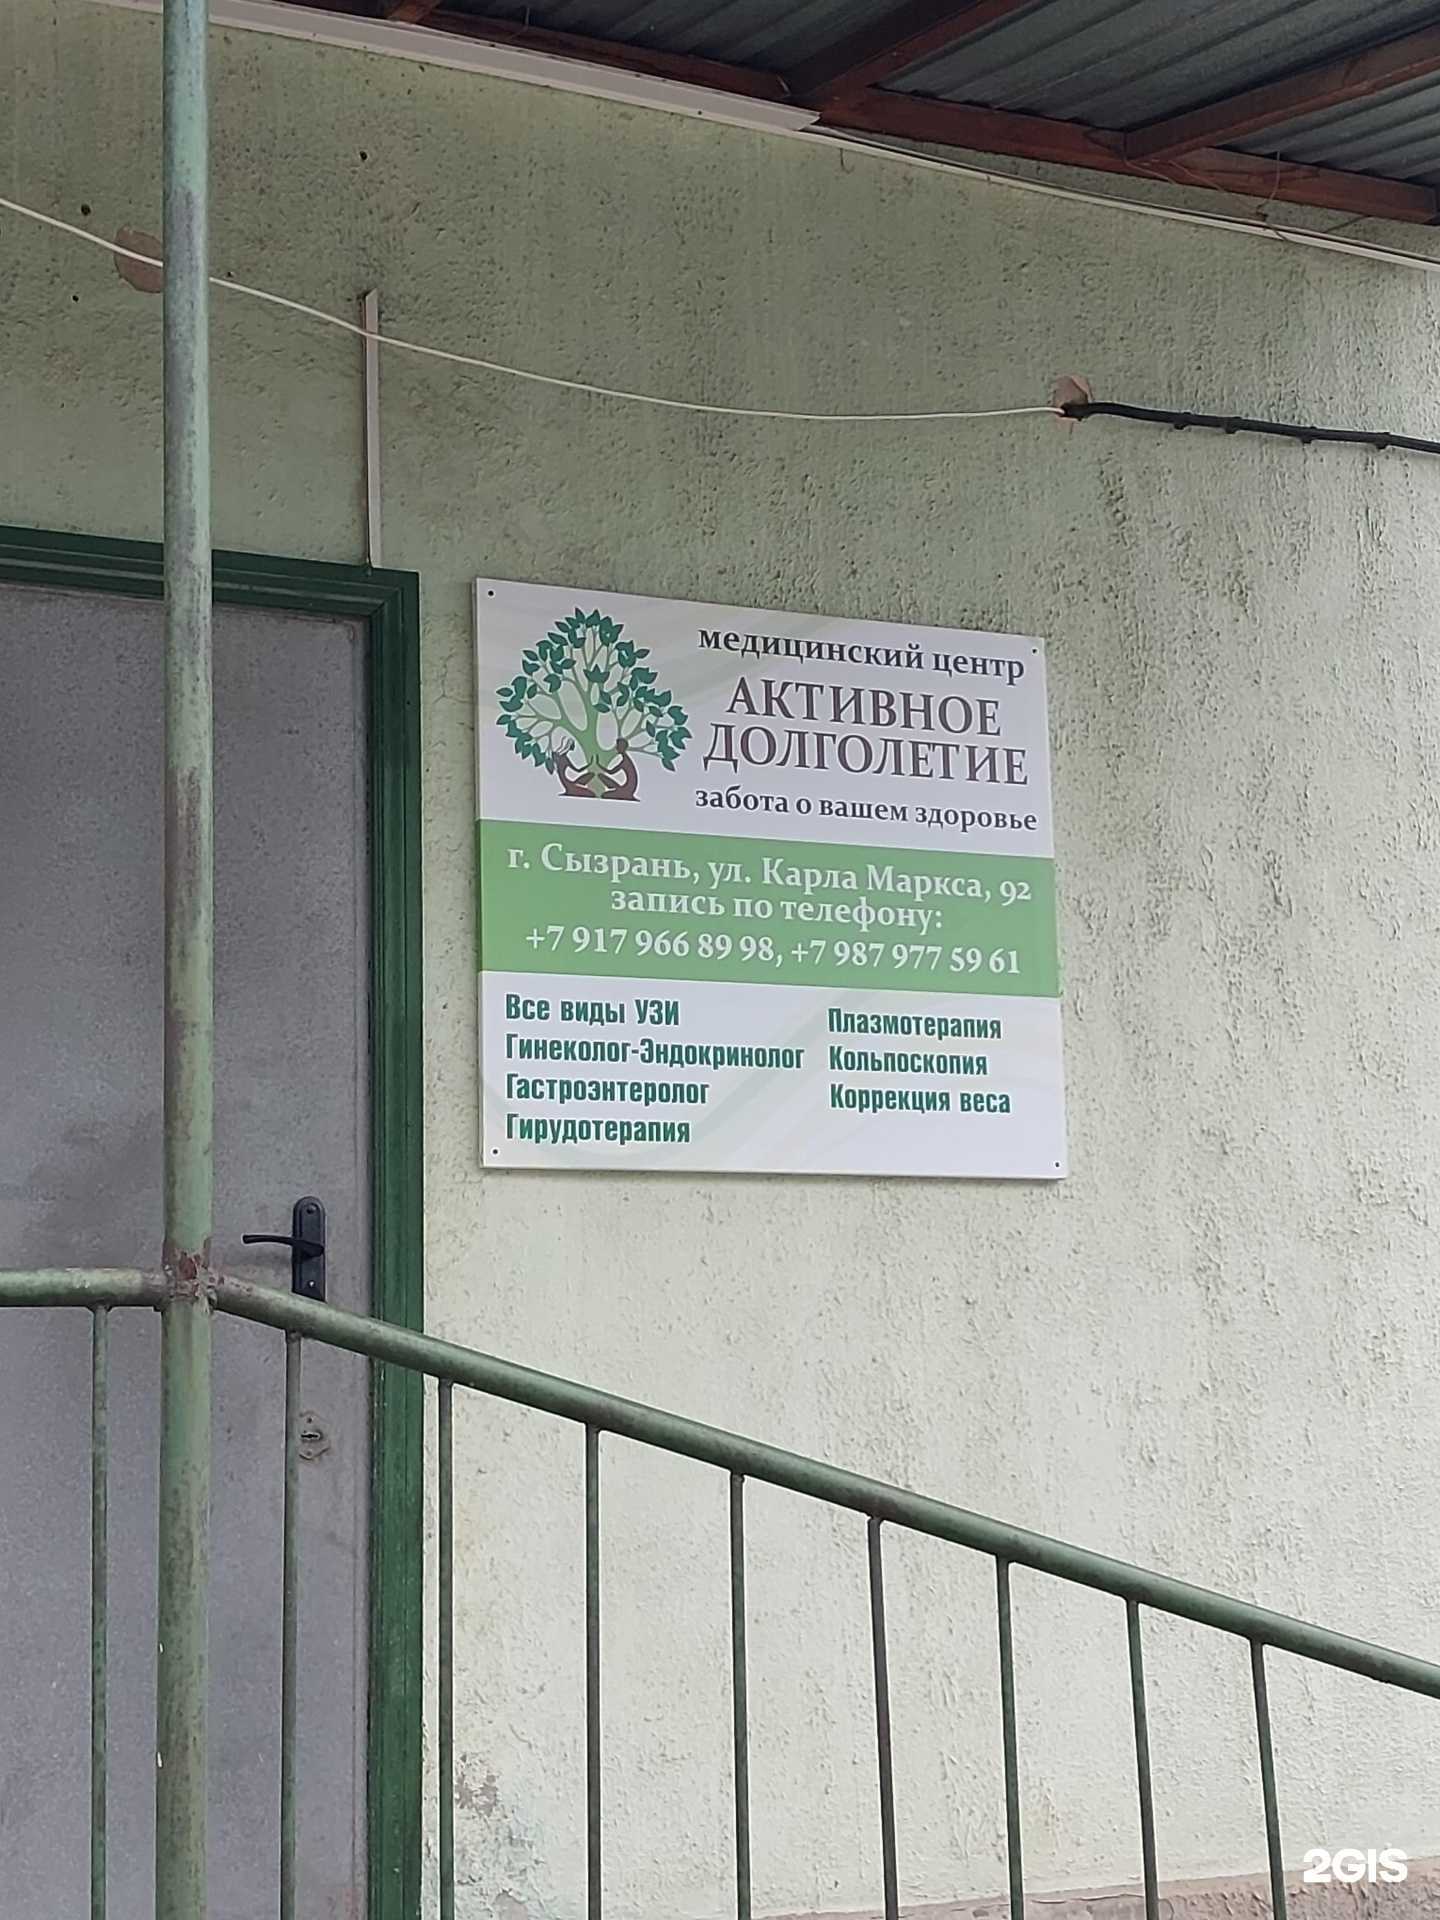 медицинский центр
АКТИВНОЕ
ДОЛГОЛЕТИЕ
забота о вашем здоровье
г. Сызрань, ул. Карла Маркса, 92
запись по телефону:
+7 917 966 89 98, +7 987 977 59 61
Все виды УЗИ
Гинеколог-Эндокринолог
Гастроэнтеролог
Гирудотерапия
Плазмотерапия
Кольпоскопия
Коррекция веса
2GIS